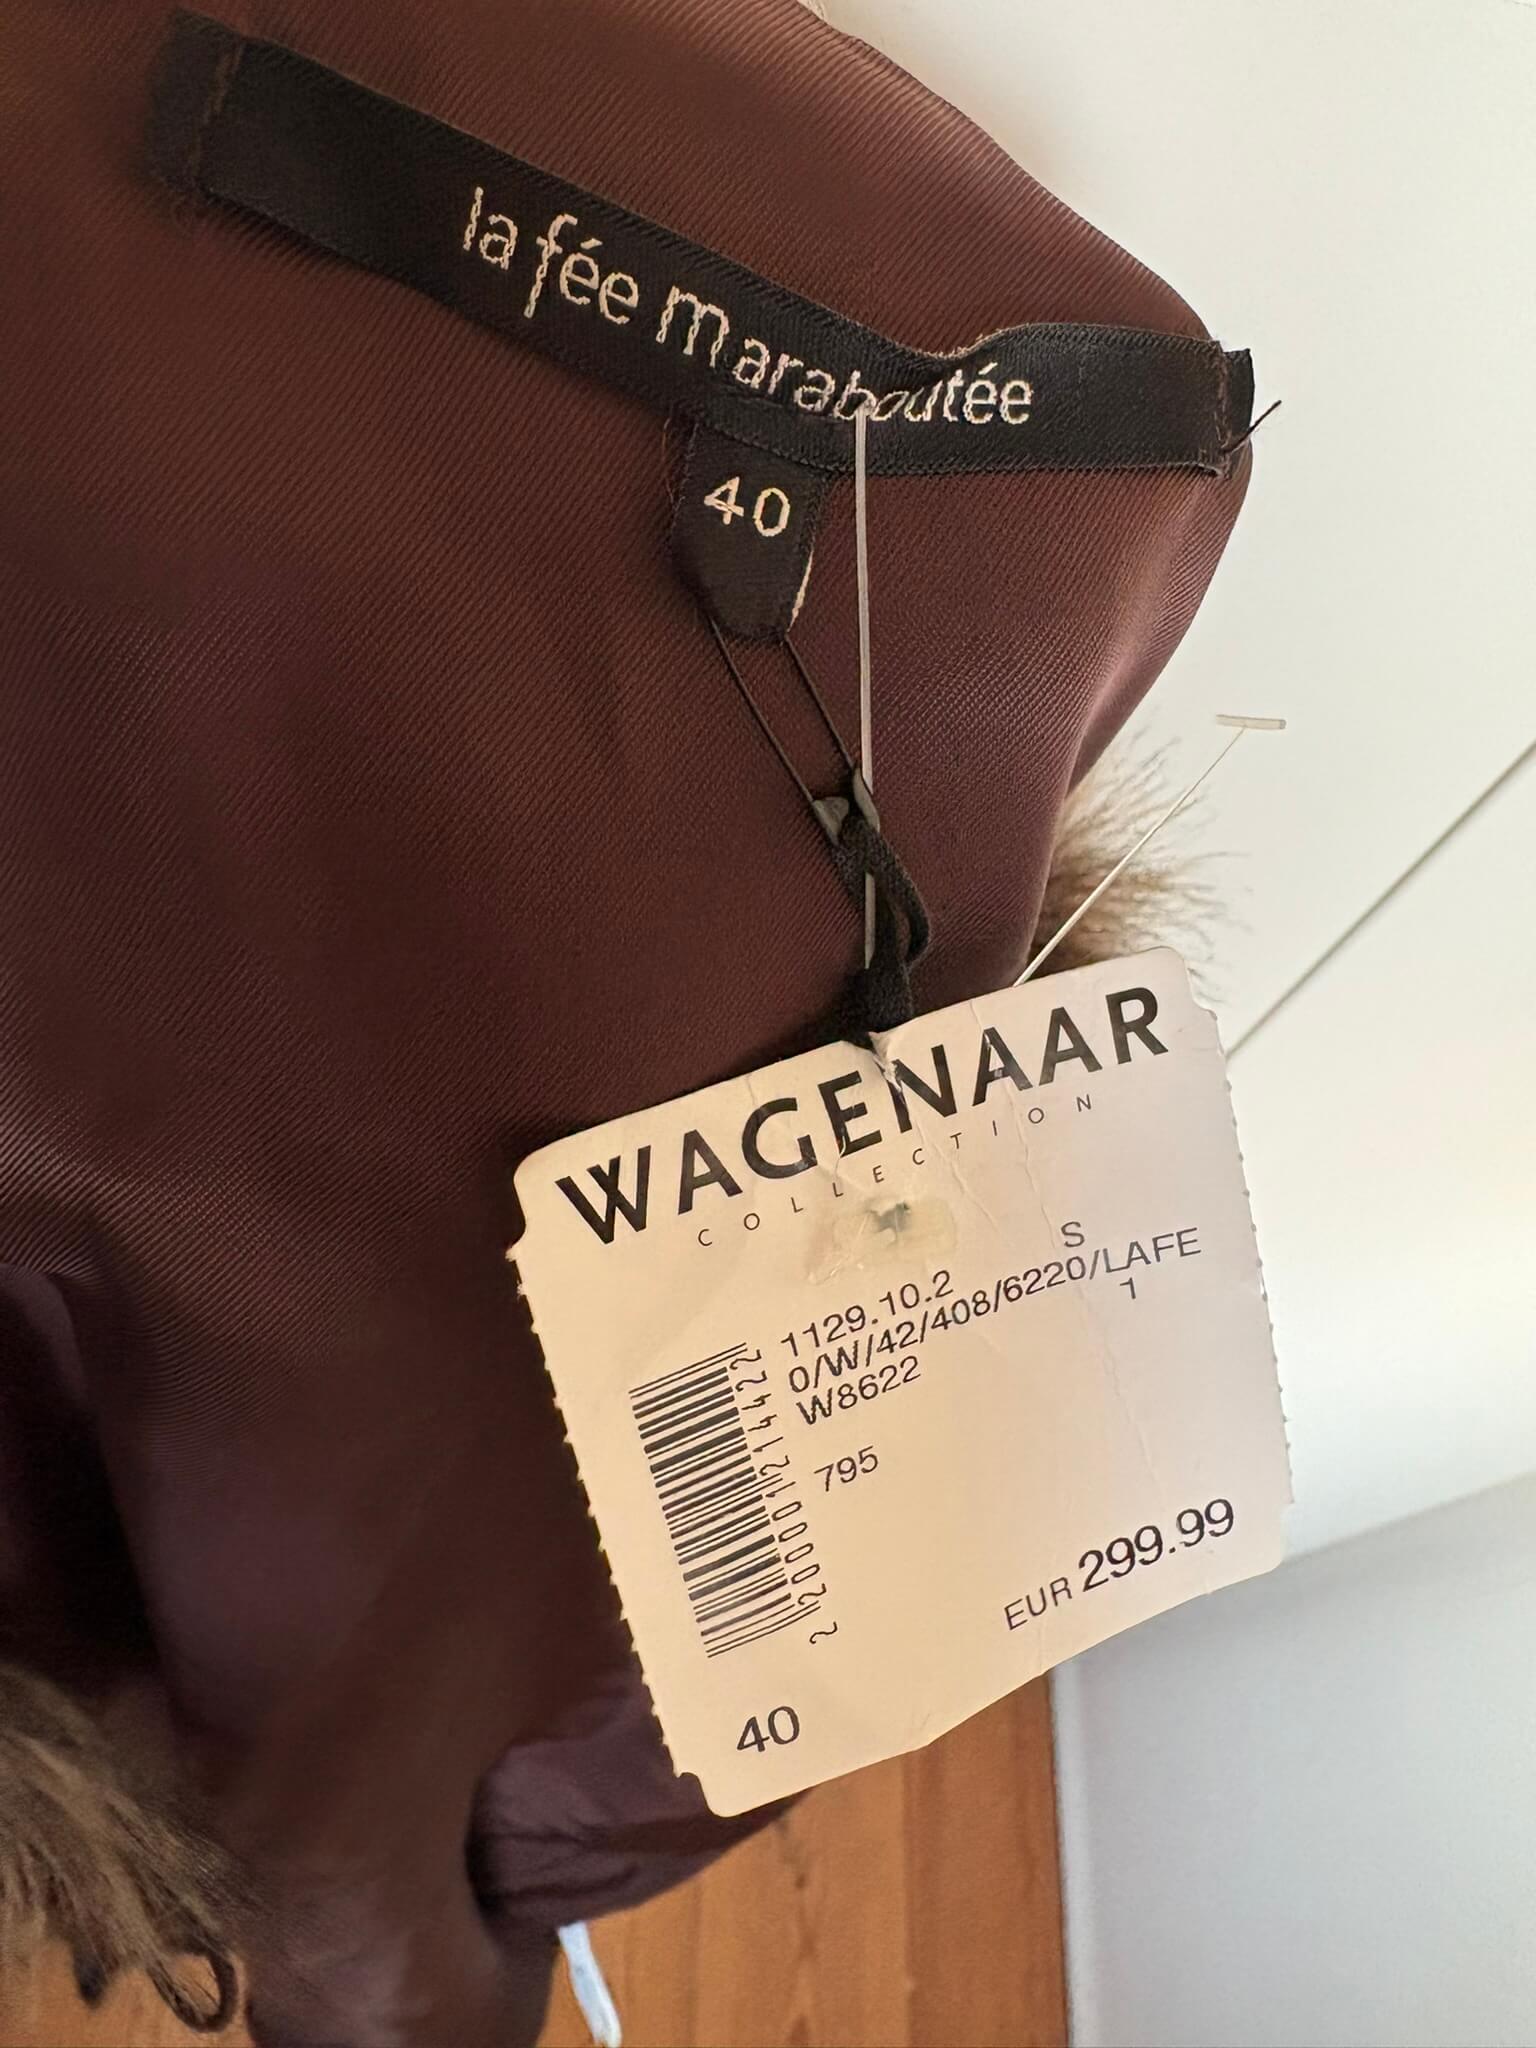 la fée maraboutée
40
WAGENAAR
COLLECTION
S
1129.10.2
0/W/42/408/6220/LAFE
W8622
1
795
2200001214422
EUR 299.99
40